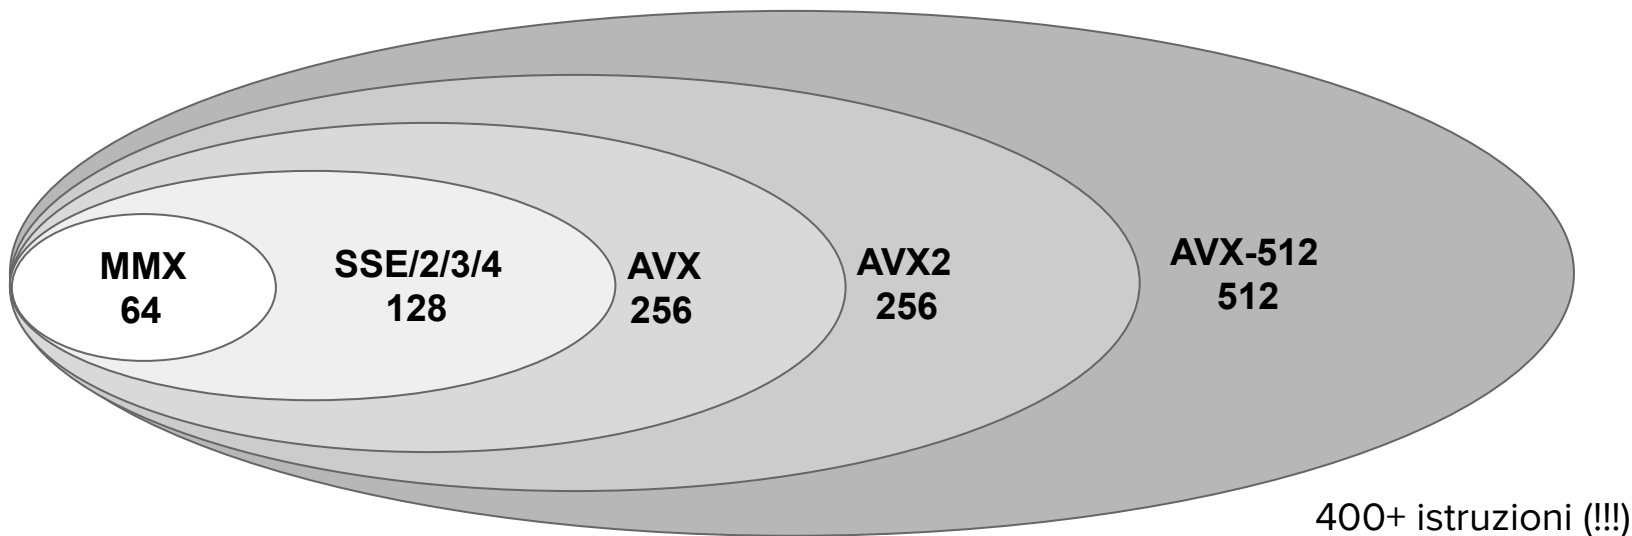 MMX
64
SSE/2/3/4
128
AVX
256
AVX2
256
AVX-512
512
400+ istruzioni (!!!)